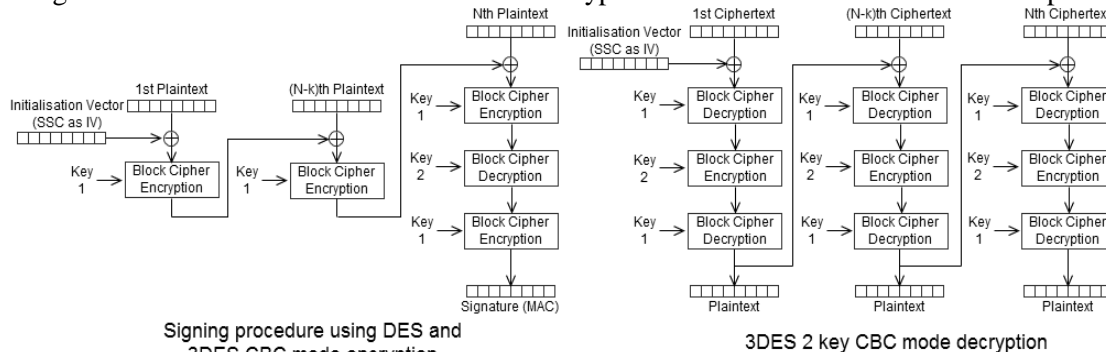 Nth Plaintext
1st Ciphertext
(N-k)th Ciphertext
Initialisation Vector
(SSC as IV)
1st Plaintext
(N-k)th Plaintext
Initialisation Vector
(SSC as IV)
Key
1
Block Cipher
Encryption
Key
1
Block Cipher
Encryption
Key
1
Block Cipher
Encryption
Key
2
Block Cipher
Decryption
Key
1
Block Cipher
Encryption
Signature (MAC)
Signing procedure using DES and
Key
1
Block Cipher
Decryption
Key
2
Block Cipher
Encryption
Key
1
Block Cipher
Decryption
Plaintext
Key
1
Block Cipher
Decryption
Key
2
Block Cipher
Encryption
Key
1
Block Cipher
Decryption
Plaintext
Nth Ciphertext
Key
1
Block Cipher
Decryption
Key
2
Block Cipher
Encryption
Key
1
Block Cipher
Decryption
Plaintext
3DES 2 key CBC mode decryption